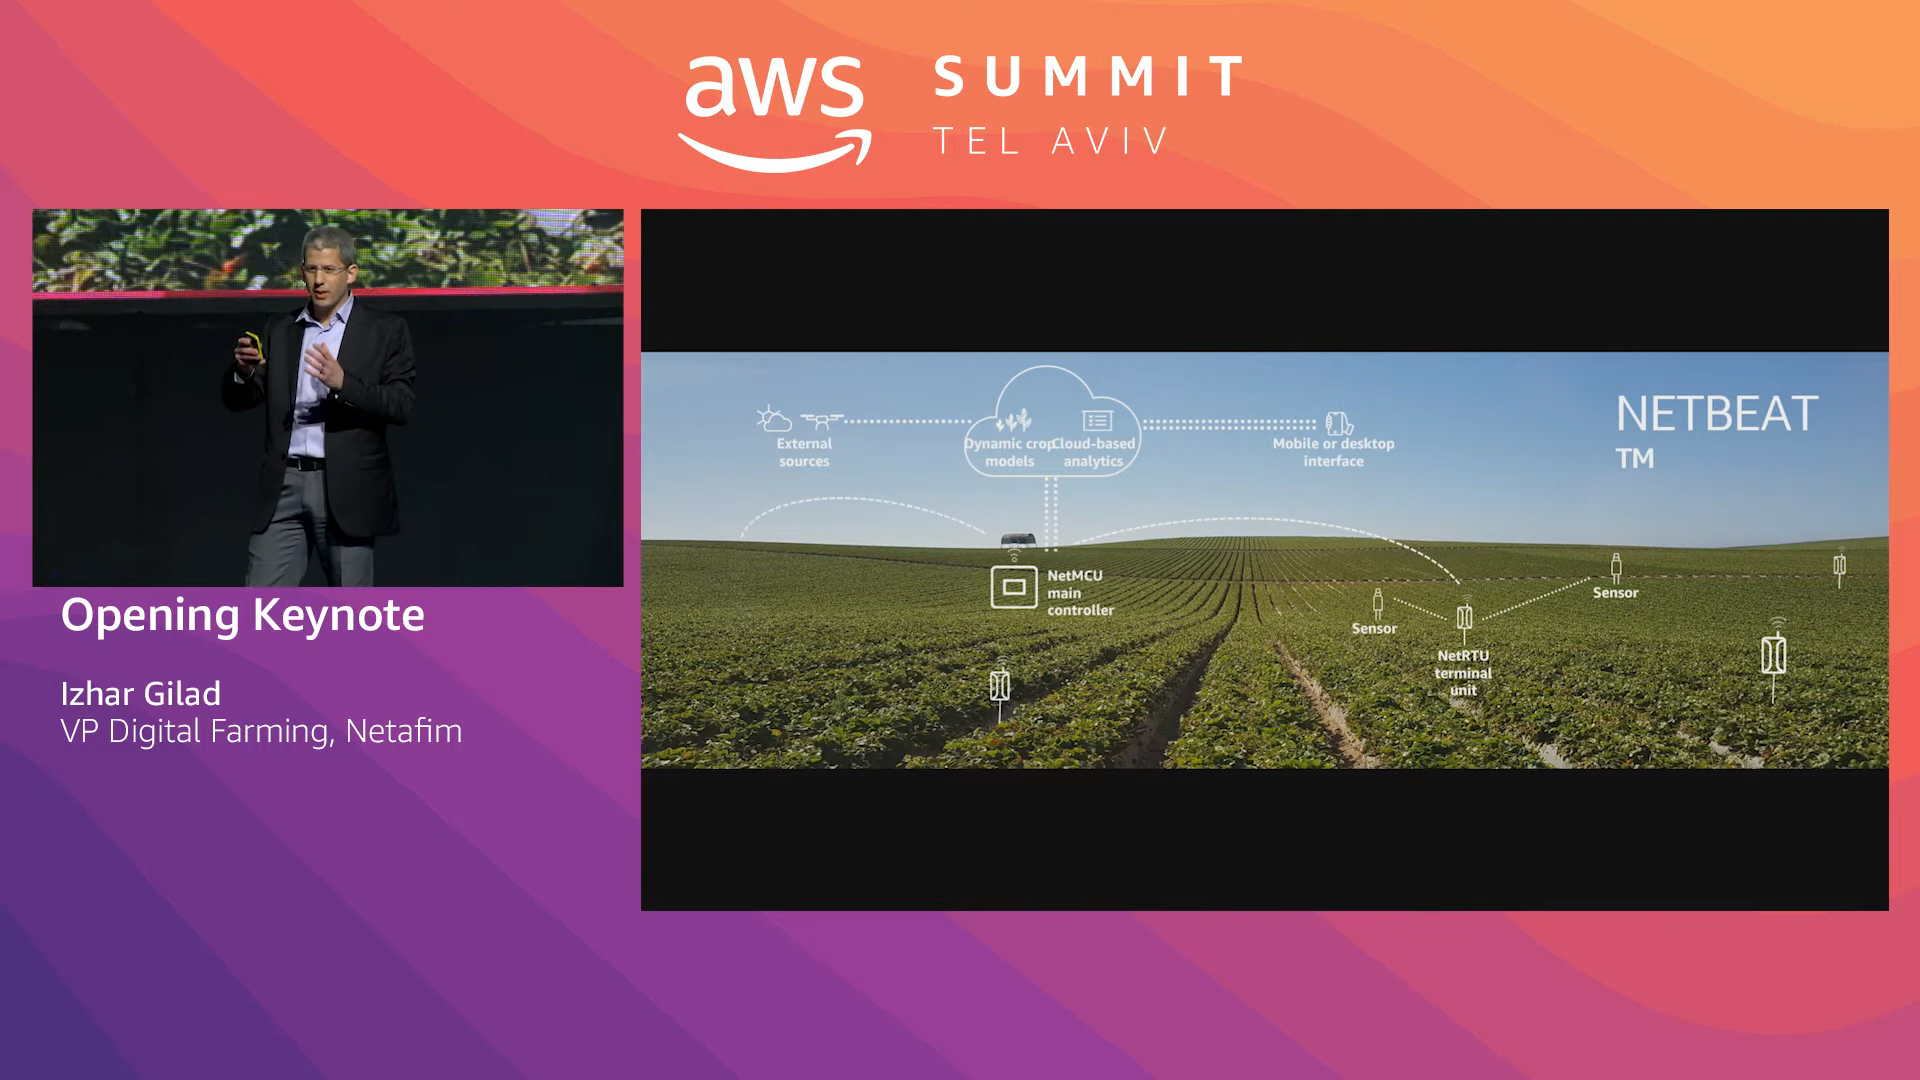 aws SUMMIT
TEL AVIV
Opening Keynote
Izhar Gilad
VP Digital Farming, Netafim
NETBEAT
TM
External
sources
Dynamic crop
models
Cloud-based
analytics
Mobile or desktop
interface
NetMCU
main
controller
Sensor
NetRTU
terminal
unit
Sensor